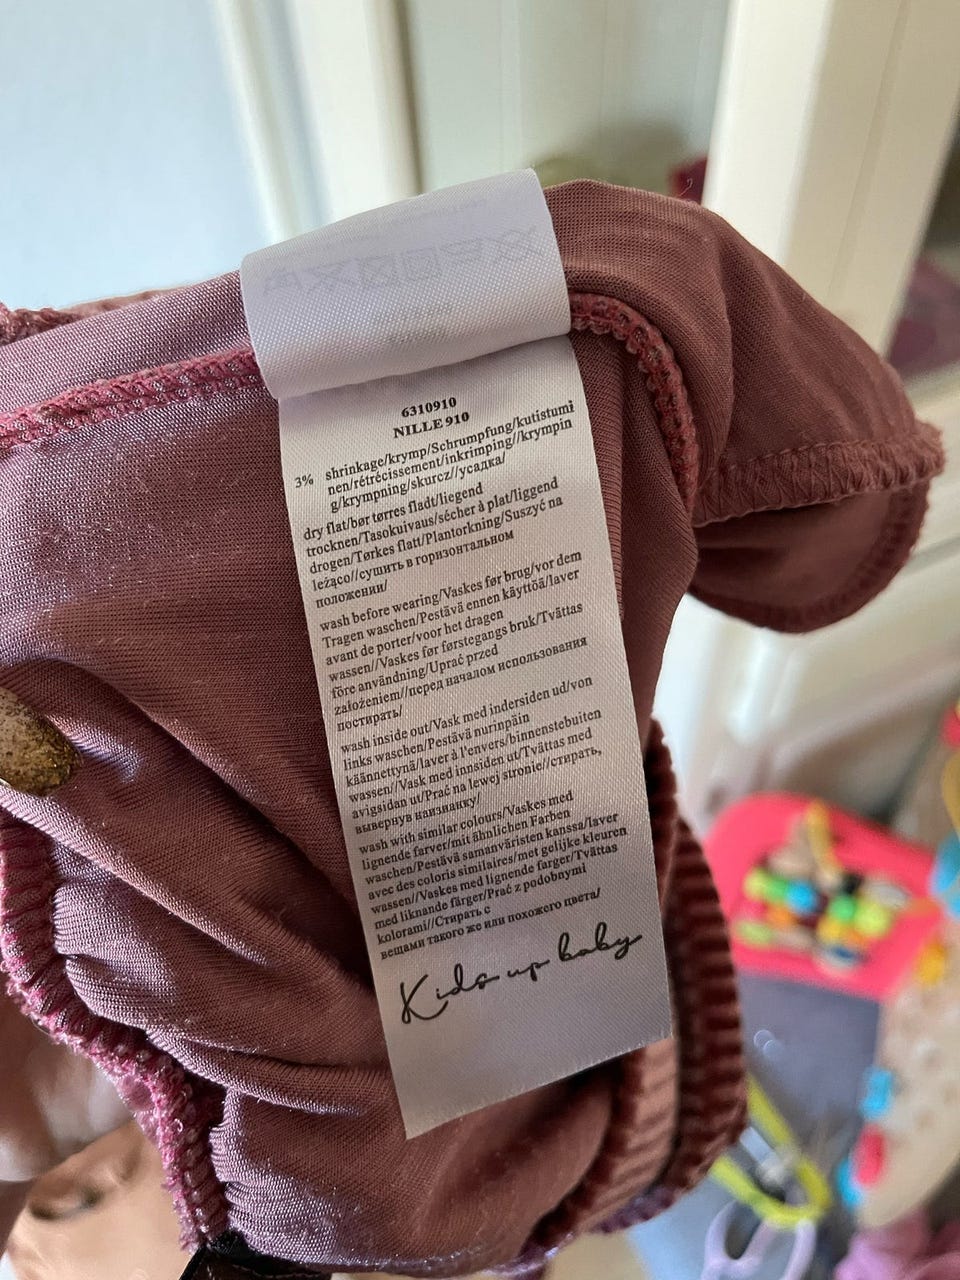 6310910
NILLE 910
3% shrinkage/krymp/Schrumpfung/kutistumi
nen/rétrécissement/inkrimping//krympin
g/krympning/skurcz//усадка/
dry flat/bør tørres fladt/liegend
trocknen/Tasokuivaus/sécher à plat/liggend
drogen/Tørkes flatt/Plantorkning/Suszyć na
leżąco//сушить в горизонтальном
положении/
wash before wearing/Vaskes før brug/vor dem
Tragen waschen/Pestävä ennen käyttöä/laver
avant de porter/voor het dragen
wassen//Vaskes før førstegangs bruk/Tvättas
före användning/Uprać przed
założeniem//перед началом использования
постирать/
wash inside out/Vask med indersiden ud/von
links waschen/Pestävä nurinpäin
käännettynä/laver à l'envers/binnenstebuiten
wassen//Vask med innsiden ut/Tvättas med
avigsidan ut/Prać na lewej stronie//стирать,
вывернув наизнанку/
wash with similar colours/Vaskes med
lignende farver/mit ähnlichen Farben
waschen/Pestävä samanväristen kanssa/laver
avec des coloris similaires/met gelijke kleuren
wassen//Vaskes med lignende farger/Tvättas
med liknande färger/Prać z podobnymi
kolorami//Стирать с
вещами такого же или похожего цвета/
Kids up baby